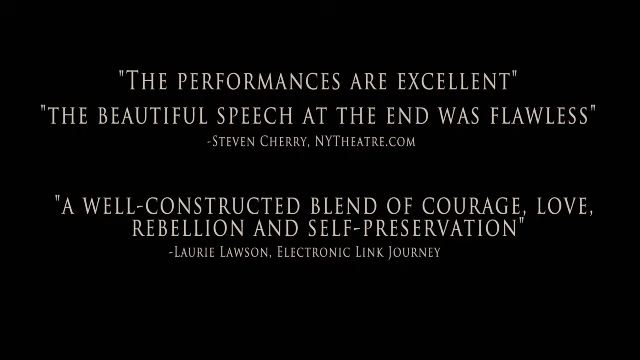 "The performances are excellent"
"the beautiful speech at the end was flawless"
-Steven Cherry, NYTheatre.com
"a well-constructed blend of courage, love,
rebellion and self-preservation"
-Laurie Lawson, Electronic Link Journey